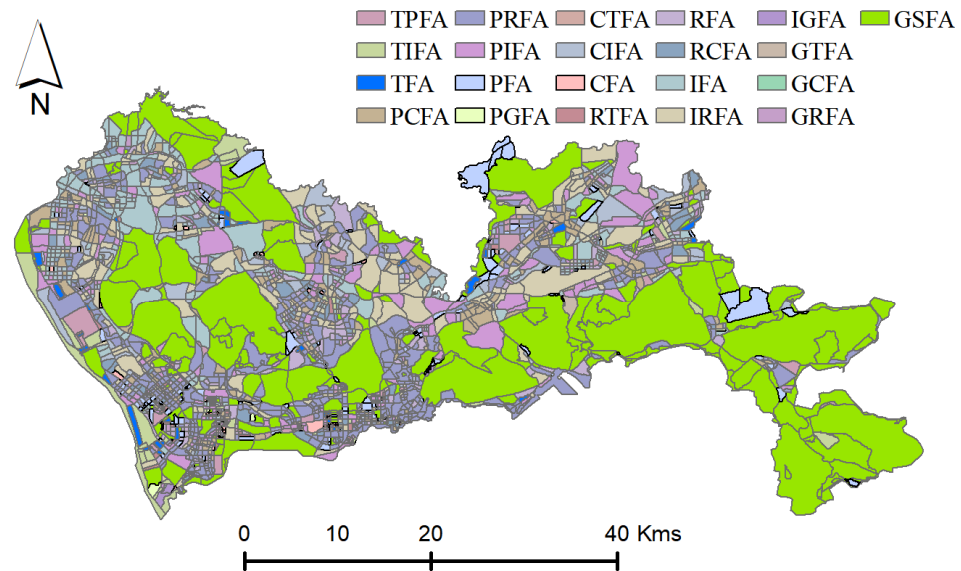 TPFA PRFA CTFA RFA IGFA GSFA
TIFA PIFA CIFA RCFA GTFA
TFA PFA CFA IFA GCFA
PCFA PGFA RTFA IRFA GRFA
N
0 10 20 40 Kms